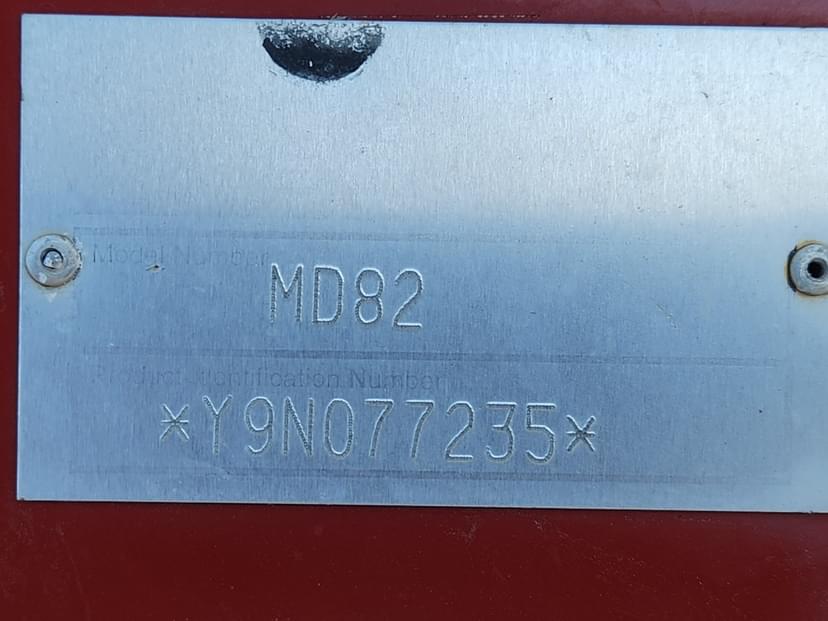 Model Number
MD82
Product Identification Number
*Y9N077235*